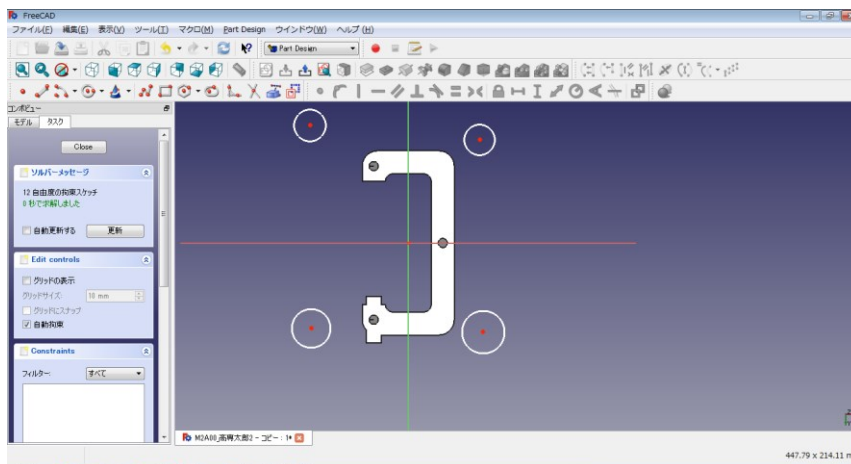 FreeCAD
ファイル(F) 編集(E) 表示(V) ツール(T) マクロ(M) Part Design ウインドウ(W) ヘルプ(H)
Part Design
コンボビュー
モデル タスク
Close
ソルバーメッセージ
12 自由度の拘束スケッチ
0 秒で求解しました
自動更新する 更新
Edit controls
グリッドの表示
グリッドサイズ: 10 mm
グリッドにスナップ
自動拘束
Constraints
フィルター: すべて
M2A00_高専太郎2 - コピー : 1*
447.79 x 214.11 m